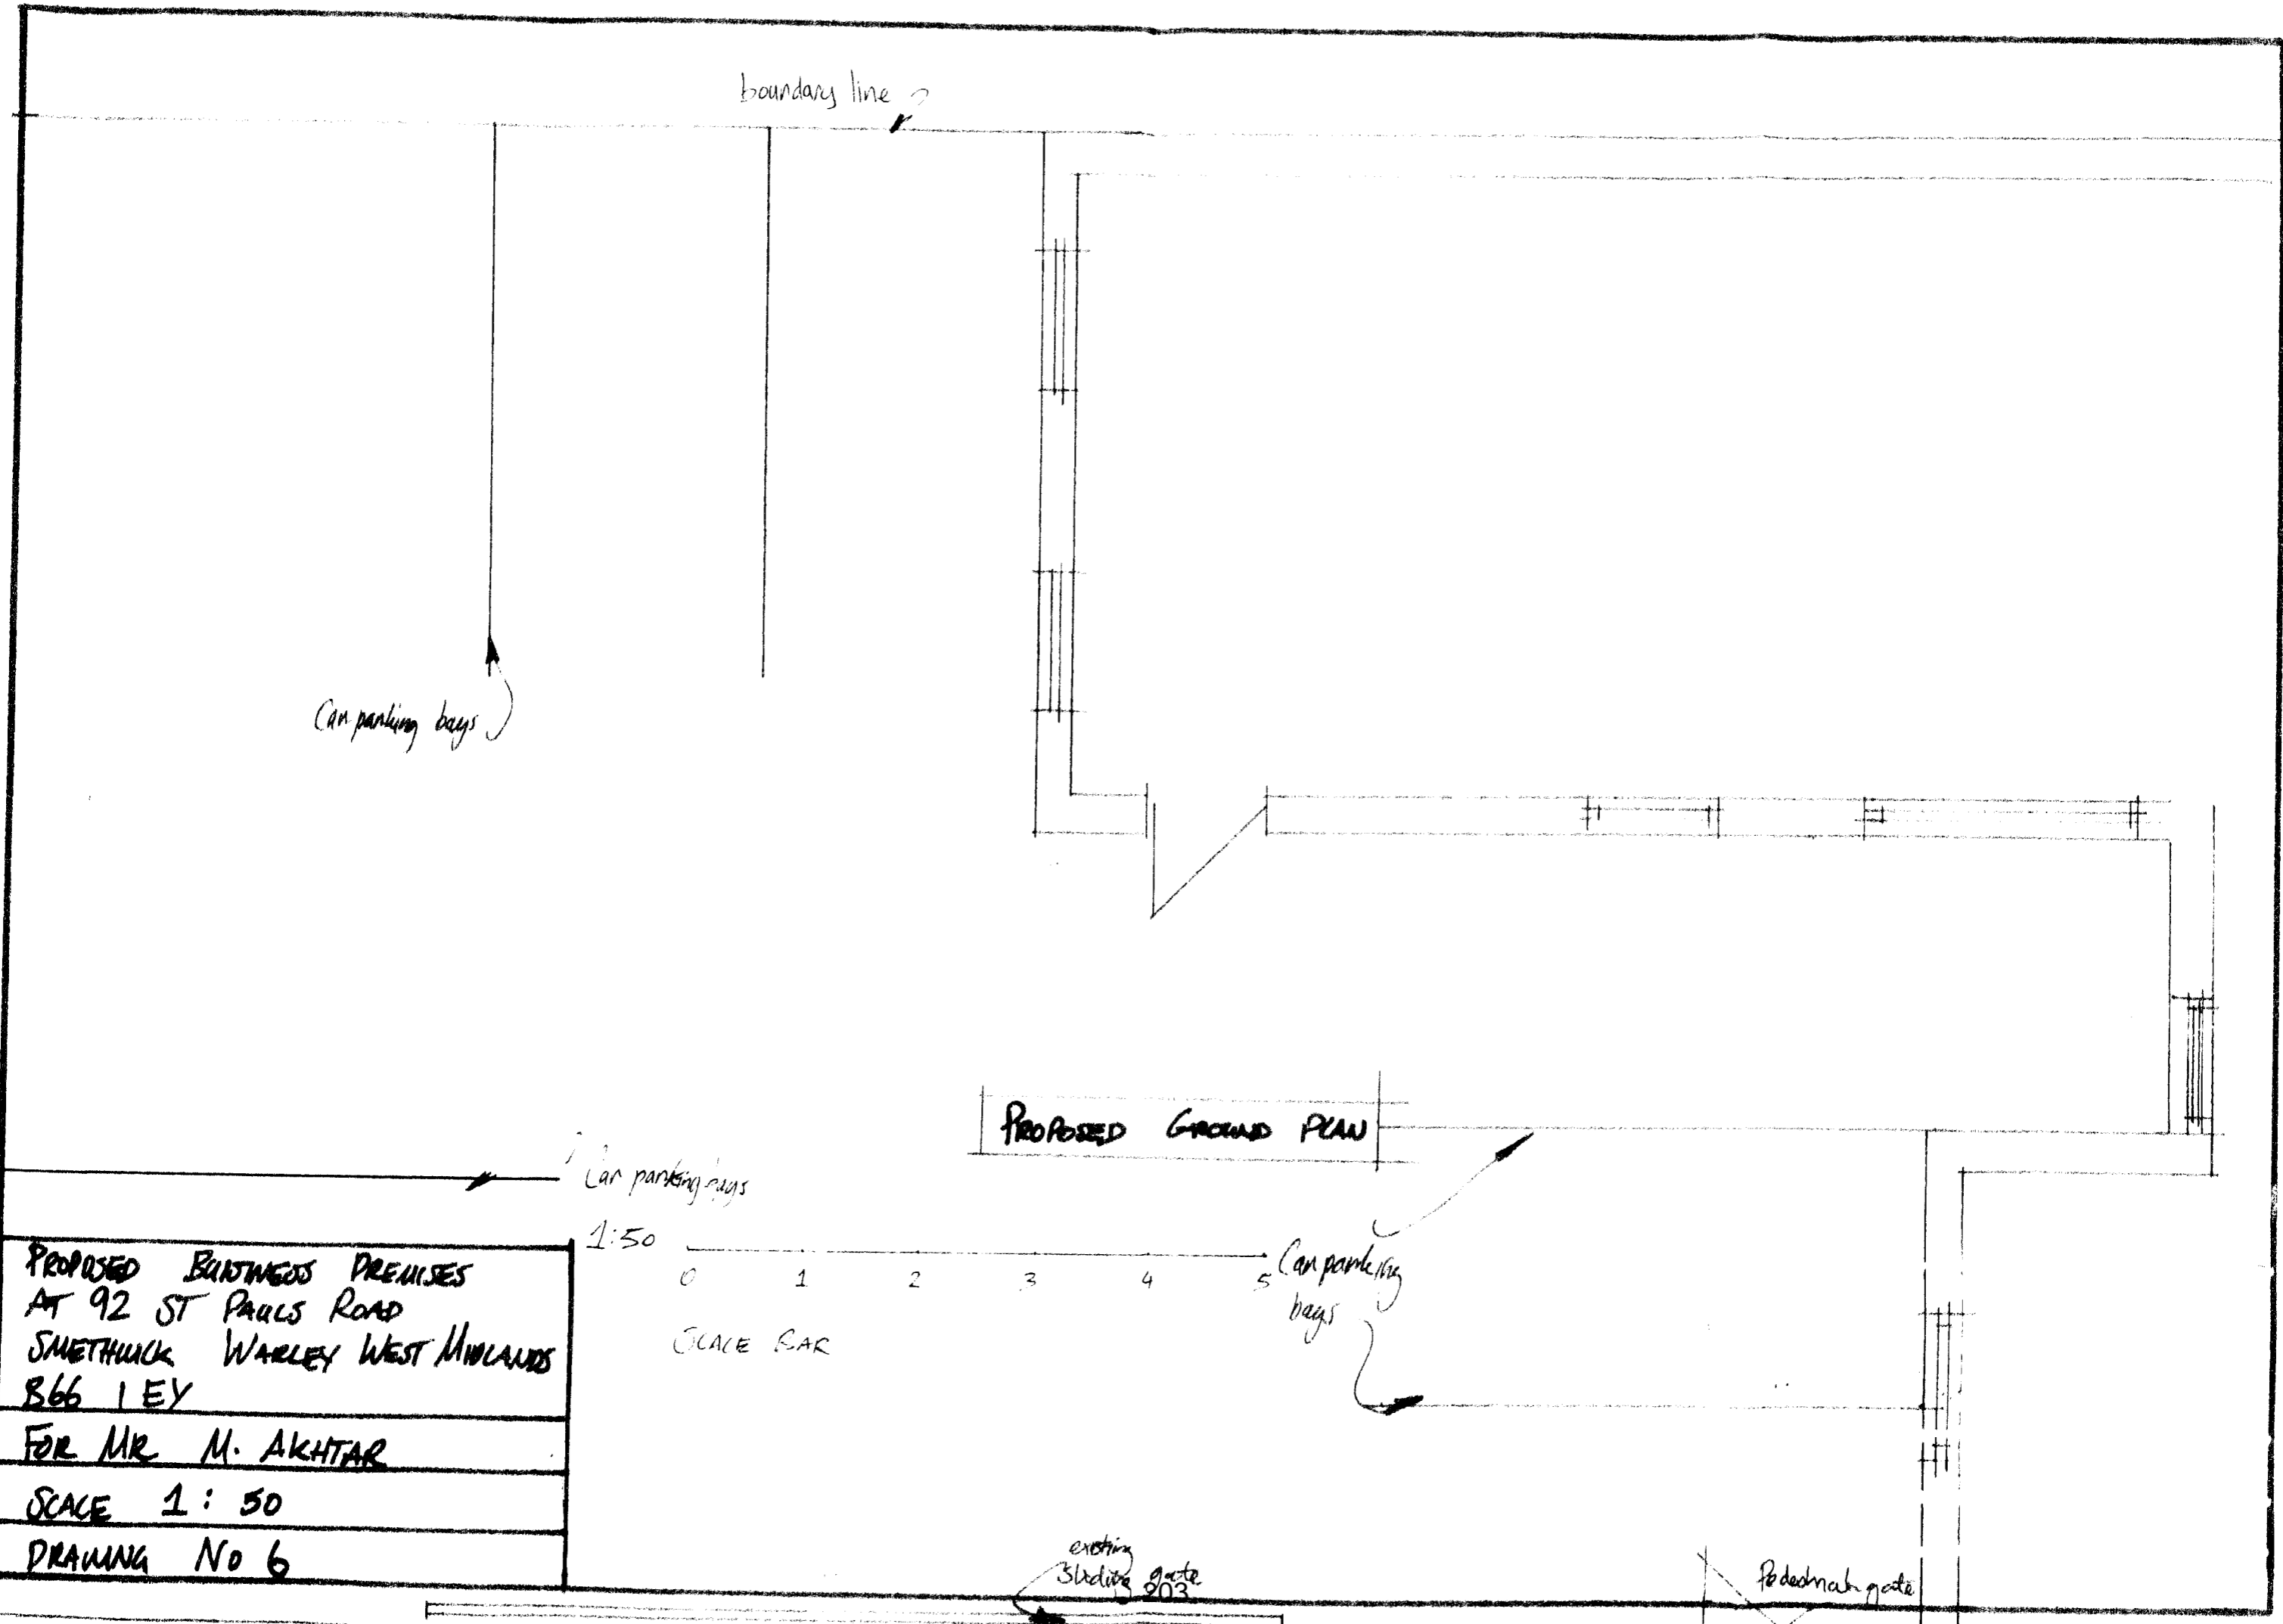 boundary line
Car parking bays
PROPOSED GROUND PLAN
Car parking bays
1:50
0 1 2 3 4 5
SCALE BAR
Car parking
bays
PROPOSED BUSINESS PREMISES
AT 92 ST PAULS ROAD
SMETHWICK WARLEY WEST MIDLANDS
B66 1EY
FOR MR M. AKHTAR
SCALE 1:50
DRAWING No 6
existing
sliding gate
203
Pedestrian gate